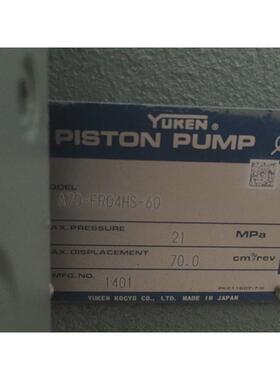 YUKEN®
PISTON PUMP
MODEL
A70-FR04HS-60
MAX. PRESSURE 21 MPa
MAX. DISPLACEMENT 70.0 cm³/rev
MFG. NO. 1401
YUKEN KOGYO CO., LTD. MADE IN JAPAN